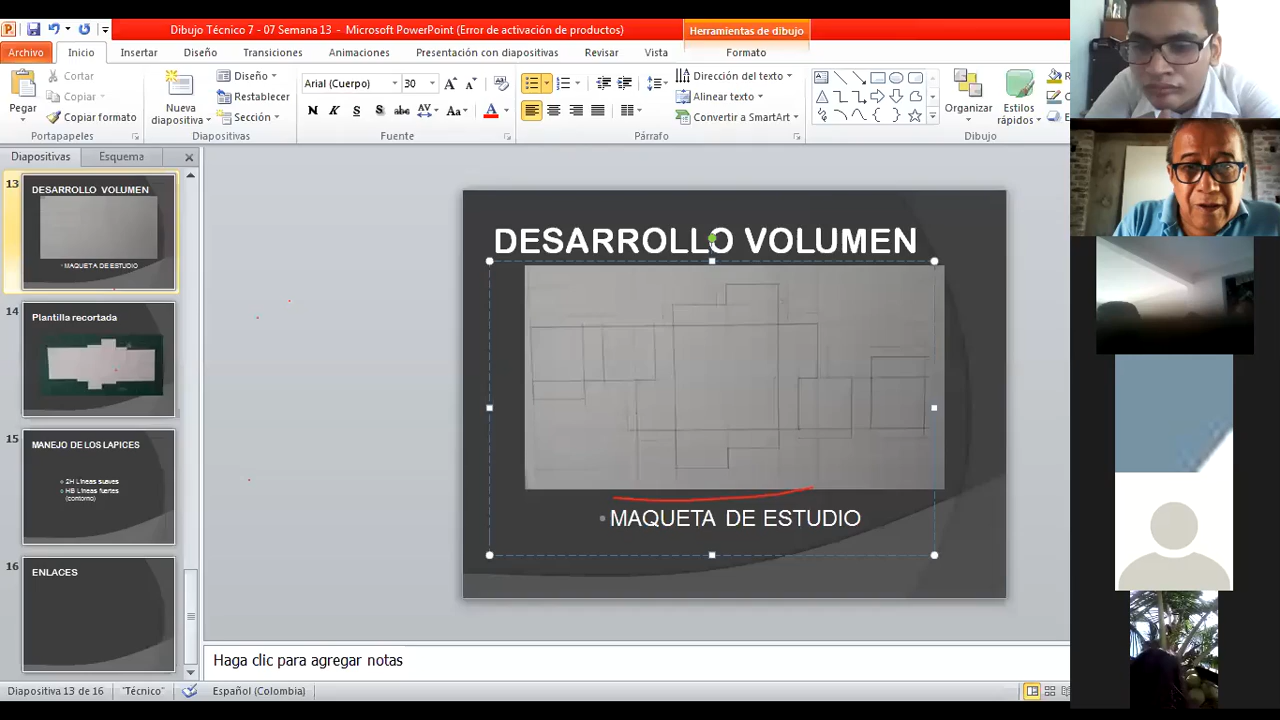 Dibujo Técnico 7 - 07 Semana 13 - Microsoft PowerPoint (Error de activación de productos)
Herramientas de dibujo
Archivo Inicio Insertar Diseño Transiciones Animaciones Presentación con diapositivas Revisar Vista Formato
Pegar
Cortar
Copiar
Copiar formato
Portapapeles
Nueva diapositiva
Diseño
Restablecer
Sección
Diapositivas
Arial (Cuerpo) 30
N K S S abc AV Aa A
Fuente
Párrafo
Dirección del texto
Alinear texto
Convertir a SmartArt
Organizar
Estilos rápidos
Dibujo
Diapositivas Esquema
13
DESARROLLO VOLUMEN
MAQUETA DE ESTUDIO
14
Plantilla recortada
15
MANEJO DE LOS LAPICES
2H Líneas suaves
HB Líneas fuertes
(contorno)
16
ENLACES
DESARROLLO VOLUMEN
MAQUETA DE ESTUDIO
Haga clic para agregar notas
Diapositiva 13 de 16 "Técnico" Español (Colombia)